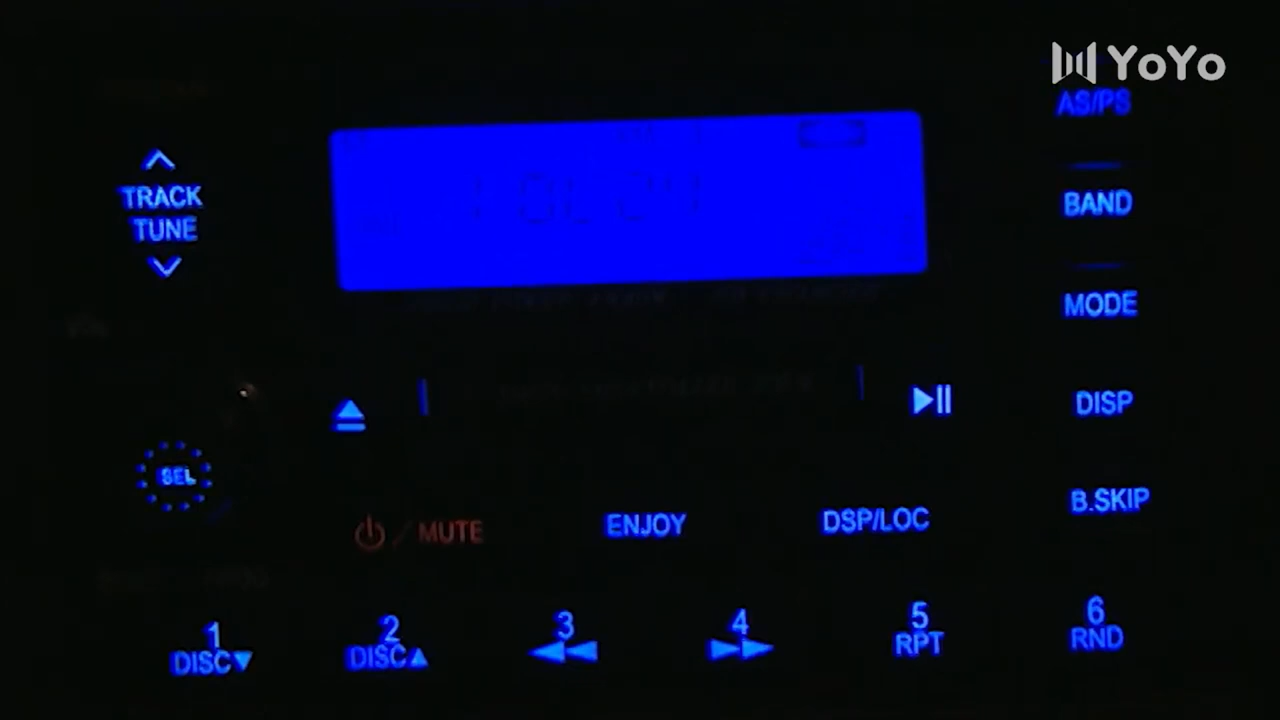 YoYo
AS/PS
TRACK
TUNE
BAND
MODE
DISP
SEL
B.SKIP
MUTE
ENJOY
DSP/LOC
1
DISC
2
DISC
3
4
5
RPT
6
RND